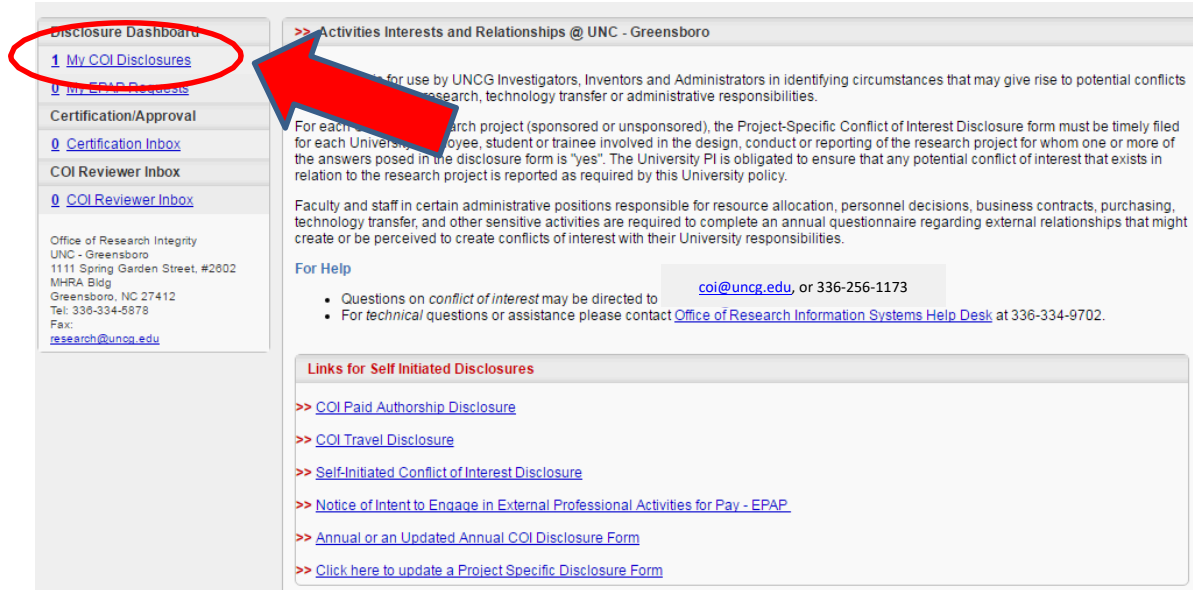 Disclosure Dashboard
1 My COI Disclosures
0 My EPAP Requests
Certification/Approval
0 Certification Inbox
COI Reviewer Inbox
0 COI Reviewer Inbox
Office of Research Integrity
UNC - Greensboro
1111 Spring Garden Street, #2602
MHRA Bldg
Greensboro, NC 27412
Tel: 336-334-5878
Fax:
research@uncg.edu
>> Activities Interests and Relationships @ UNC - Greensboro
for use by UNCG Investigators, Inventors and Administrators in identifying circumstances that may give rise to potential conflicts
research, technology transfer or administrative responsibilities.
For each project (sponsored or unsponsored), the Project-Specific Conflict of Interest Disclosure form must be timely filed
for each University student or trainee involved in the design, conduct or reporting of the research project for whom one or more of
the answers posed in the disclosure form is "yes". The University PI is obligated to ensure that any potential conflict of interest that exists in
relation to the research project is reported as required by this University policy.
Faculty and staff in certain administrative positions responsible for resource allocation, personnel decisions, business contracts, purchasing,
technology transfer, and other sensitive activities are required to complete an annual questionnaire regarding external relationships that might
create or be perceived to create conflicts of interest with their University responsibilities.
For Help
• Questions on conflict of interest may be directed to coi@uncg.edu, or 336-256-1173
• For technical questions or assistance please contact Office of Research Information Systems Help Desk at 336-334-9702.
Links for Self Initiated Disclosures
>> COI Paid Authorship Disclosure
>> COI Travel Disclosure
>> Self-Initiated Conflict of Interest Disclosure
>> Notice of Intent to Engage in External Professional Activities for Pay - EPAP
>> Annual or an Updated Annual COI Disclosure Form
>> Click here to update a Project Specific Disclosure Form